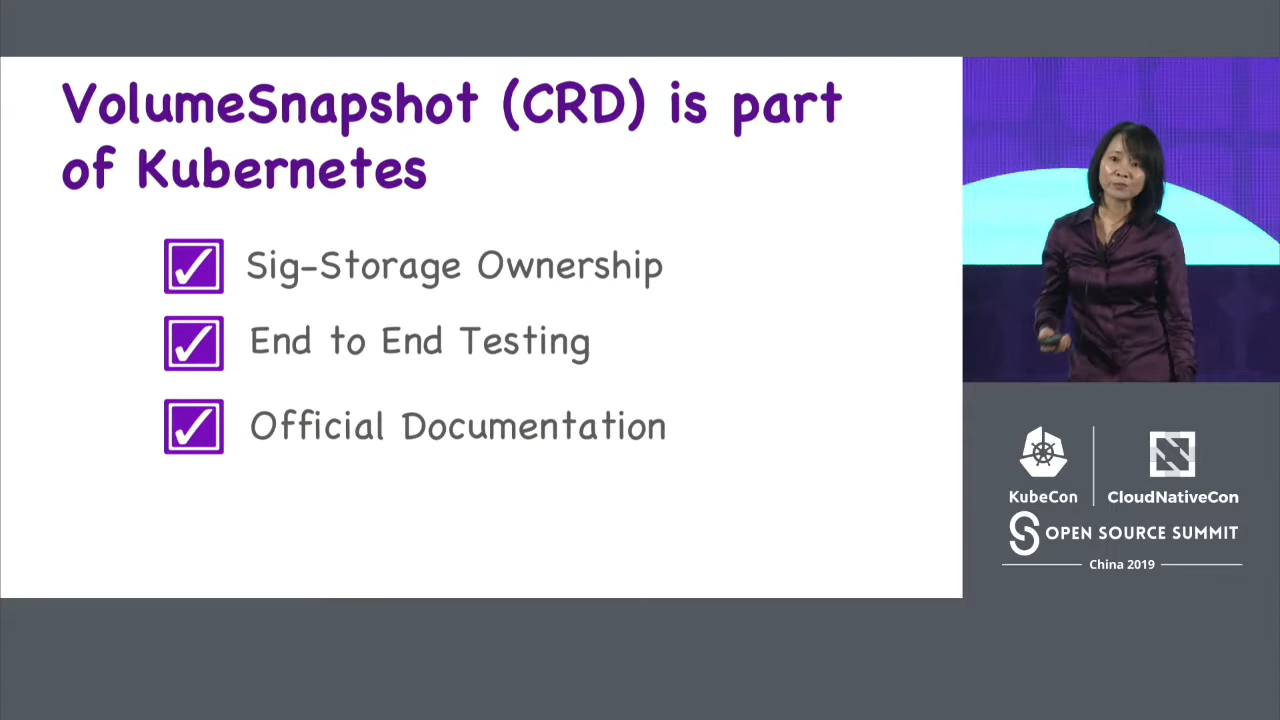 VolumeSnapshot (CRD) is part
of Kubernetes
Sig-Storage Ownership
End to End Testing
Official Documentation
KubeCon
CloudNativeCon
OPEN SOURCE SUMMIT
China 2019